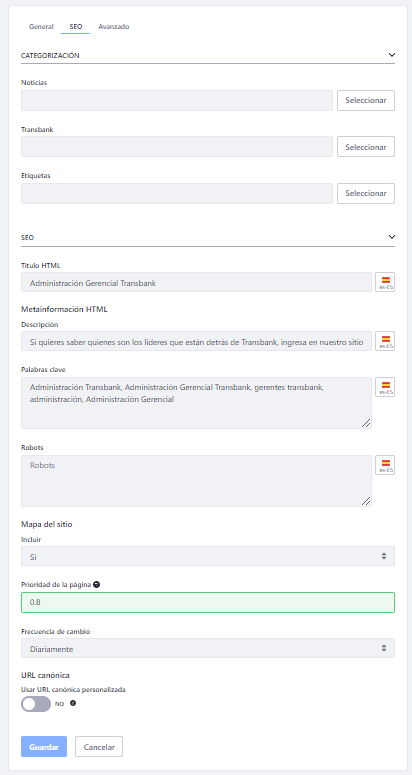 General SEO Avanzado
CATEGORIZACIÓN
Noticias
Seleccionar
Transbank
Seleccionar
Etiquetas
Seleccionar
SEO
Título HTML
Administración Gerencial Transbank
es-ES
Metainformación HTML
Descripción
Si quieres saber quienes son los líderes que están detrás de Transbank, ingresa en nuestro sitio
es-ES
Palabras clave
Administración Transbank, Administración Gerencial Transbank, gerentes transbank,
administración, Administración Gerencial
es-ES
Robots
Robots
es-ES
Mapa del sitio
Incluir
Sí
Prioridad de la página ?
0.8
Frecuencia de cambio
Diariamente
URL canónica
Usar URL canónica personalizada
NO ?
Guardar Cancelar